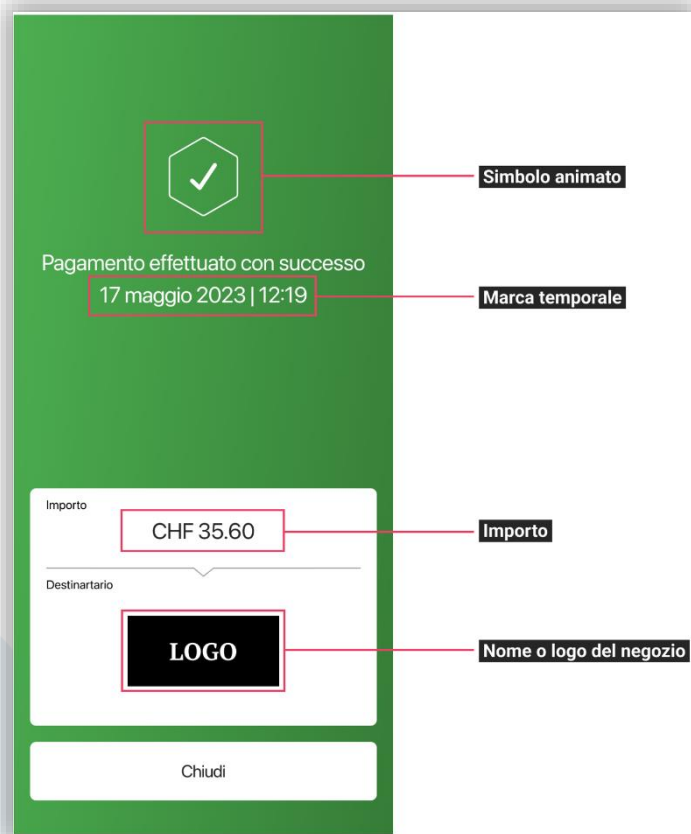 Simbolo animato
Pagamento effettuato con successo
17 maggio 2023 | 12:19
Marca temporale
Importo
CHF 35.60
Importo
Destinartario
LOGO
Nome o logo del negozio
Chiudi